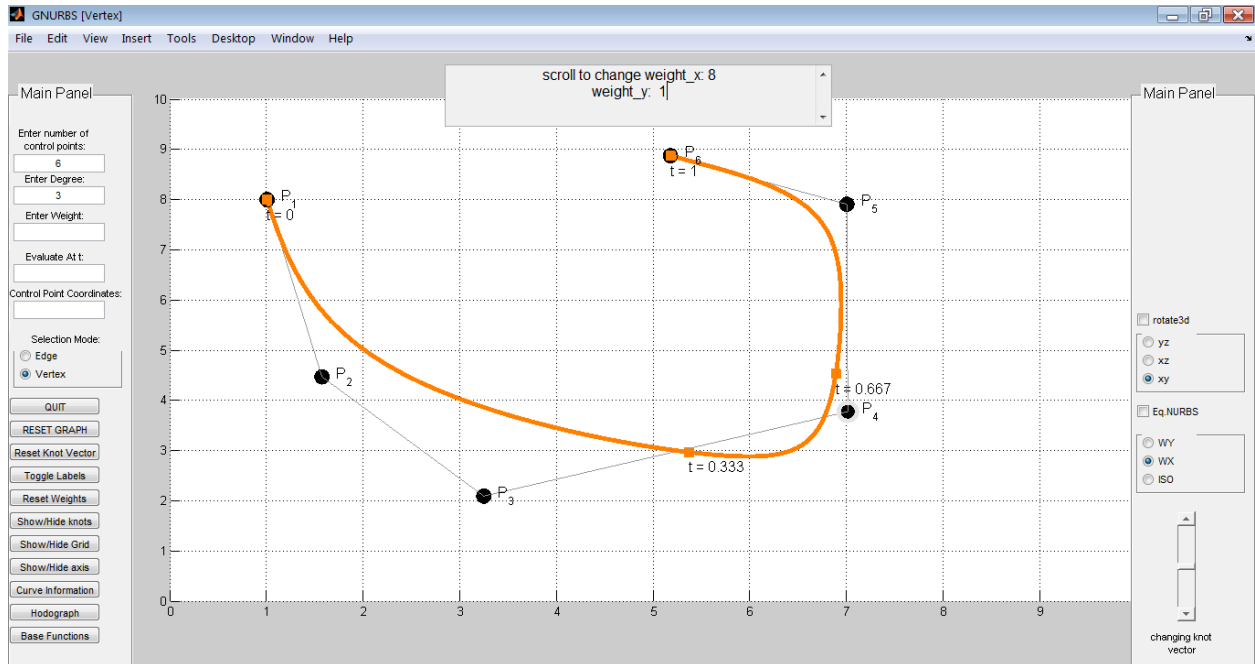 GNURBS [Vertex]
File Edit View Insert Tools Desktop Window Help
scroll to change weight_x: 8
weight_y: 1
Main Panel
Enter number of
control points:
6
Enter Degree:
3
Enter Weight:
Evaluate At t:
Control Point Coordinates:
Selection Mode:
Edge
Vertex
QUIT
RESET GRAPH
Reset Knot Vector
Toggle Labels
Reset Weights
Show/Hide knots
Show/Hide Grid
Show/Hide axis
Curve Information
Hodograph
Base Functions
10
9
8
7
6
5
4
3
2
1
0
0 1 2 3 4 5 6 7 8 9
P1
t = 0
P2
P3
P4
P5
P6
t = 1
t = 0.667
t = 0.333
Main Panel
rotate3d
yz
xz
xy
Eq.NURBS
WY
WX
ISO
changing knot
vector